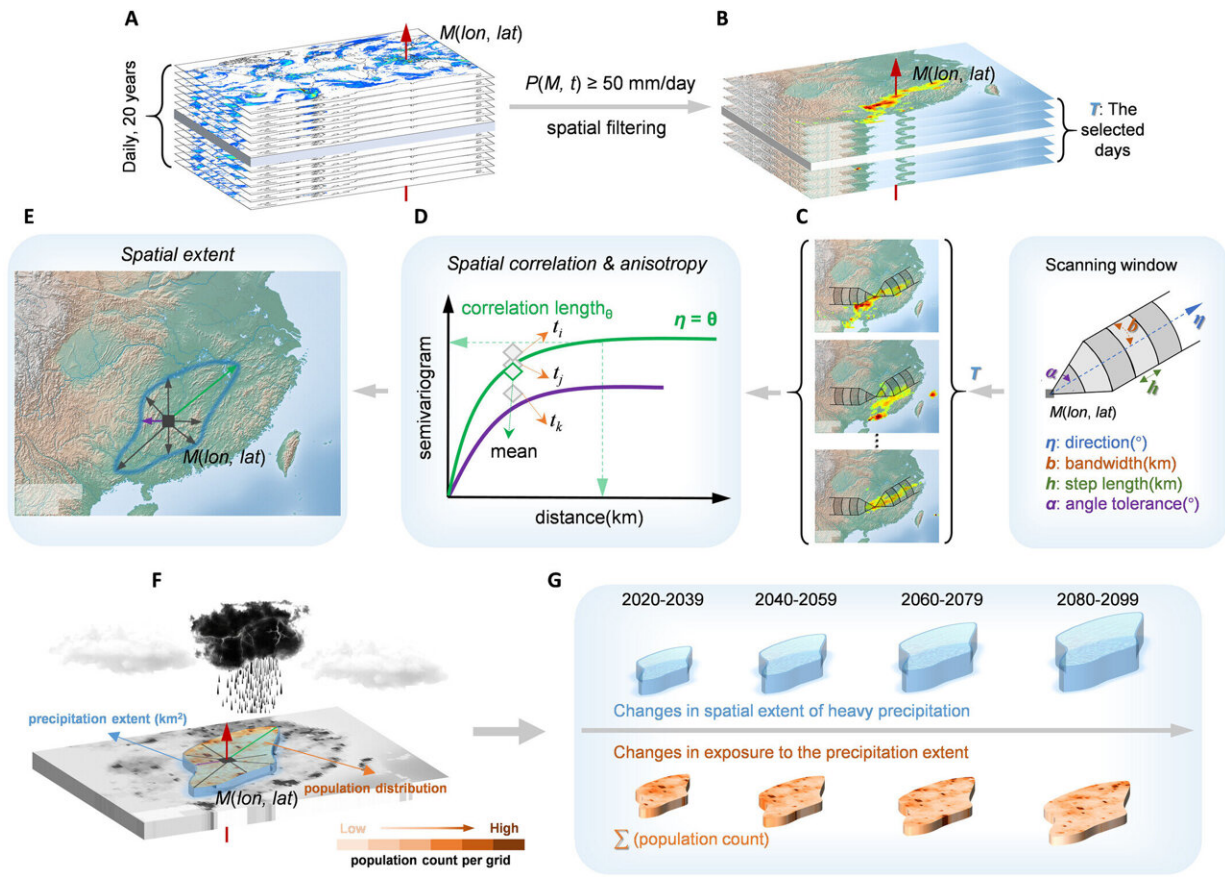 A
M(lon, lat)
Daily, 20 years
P(M, t) ≥ 50 mm/day
spatial filtering
B
M(lon, lat)
T: The
selected
days
E
Spatial extent
M(lon, lat)
D
Spatial correlation & anisotropy
correlation lengthθ
η = θ
ti
tj
tk
mean
semivariogram
distance(km)
C
T
Scanning window
b
η
α
h
M(lon, lat)
η: direction(°)
b: bandwidth(km)
h: step length(km)
α: angle tolerance(°)
F
precipitation extent (km²)
population distribution
M(lon, lat)
Low
High
population count per grid
G
2020-2039
2040-2059
2060-2079
2080-2099
Changes in spatial extent of heavy precipitation
Changes in exposure to the precipitation extent
∑ (population count)